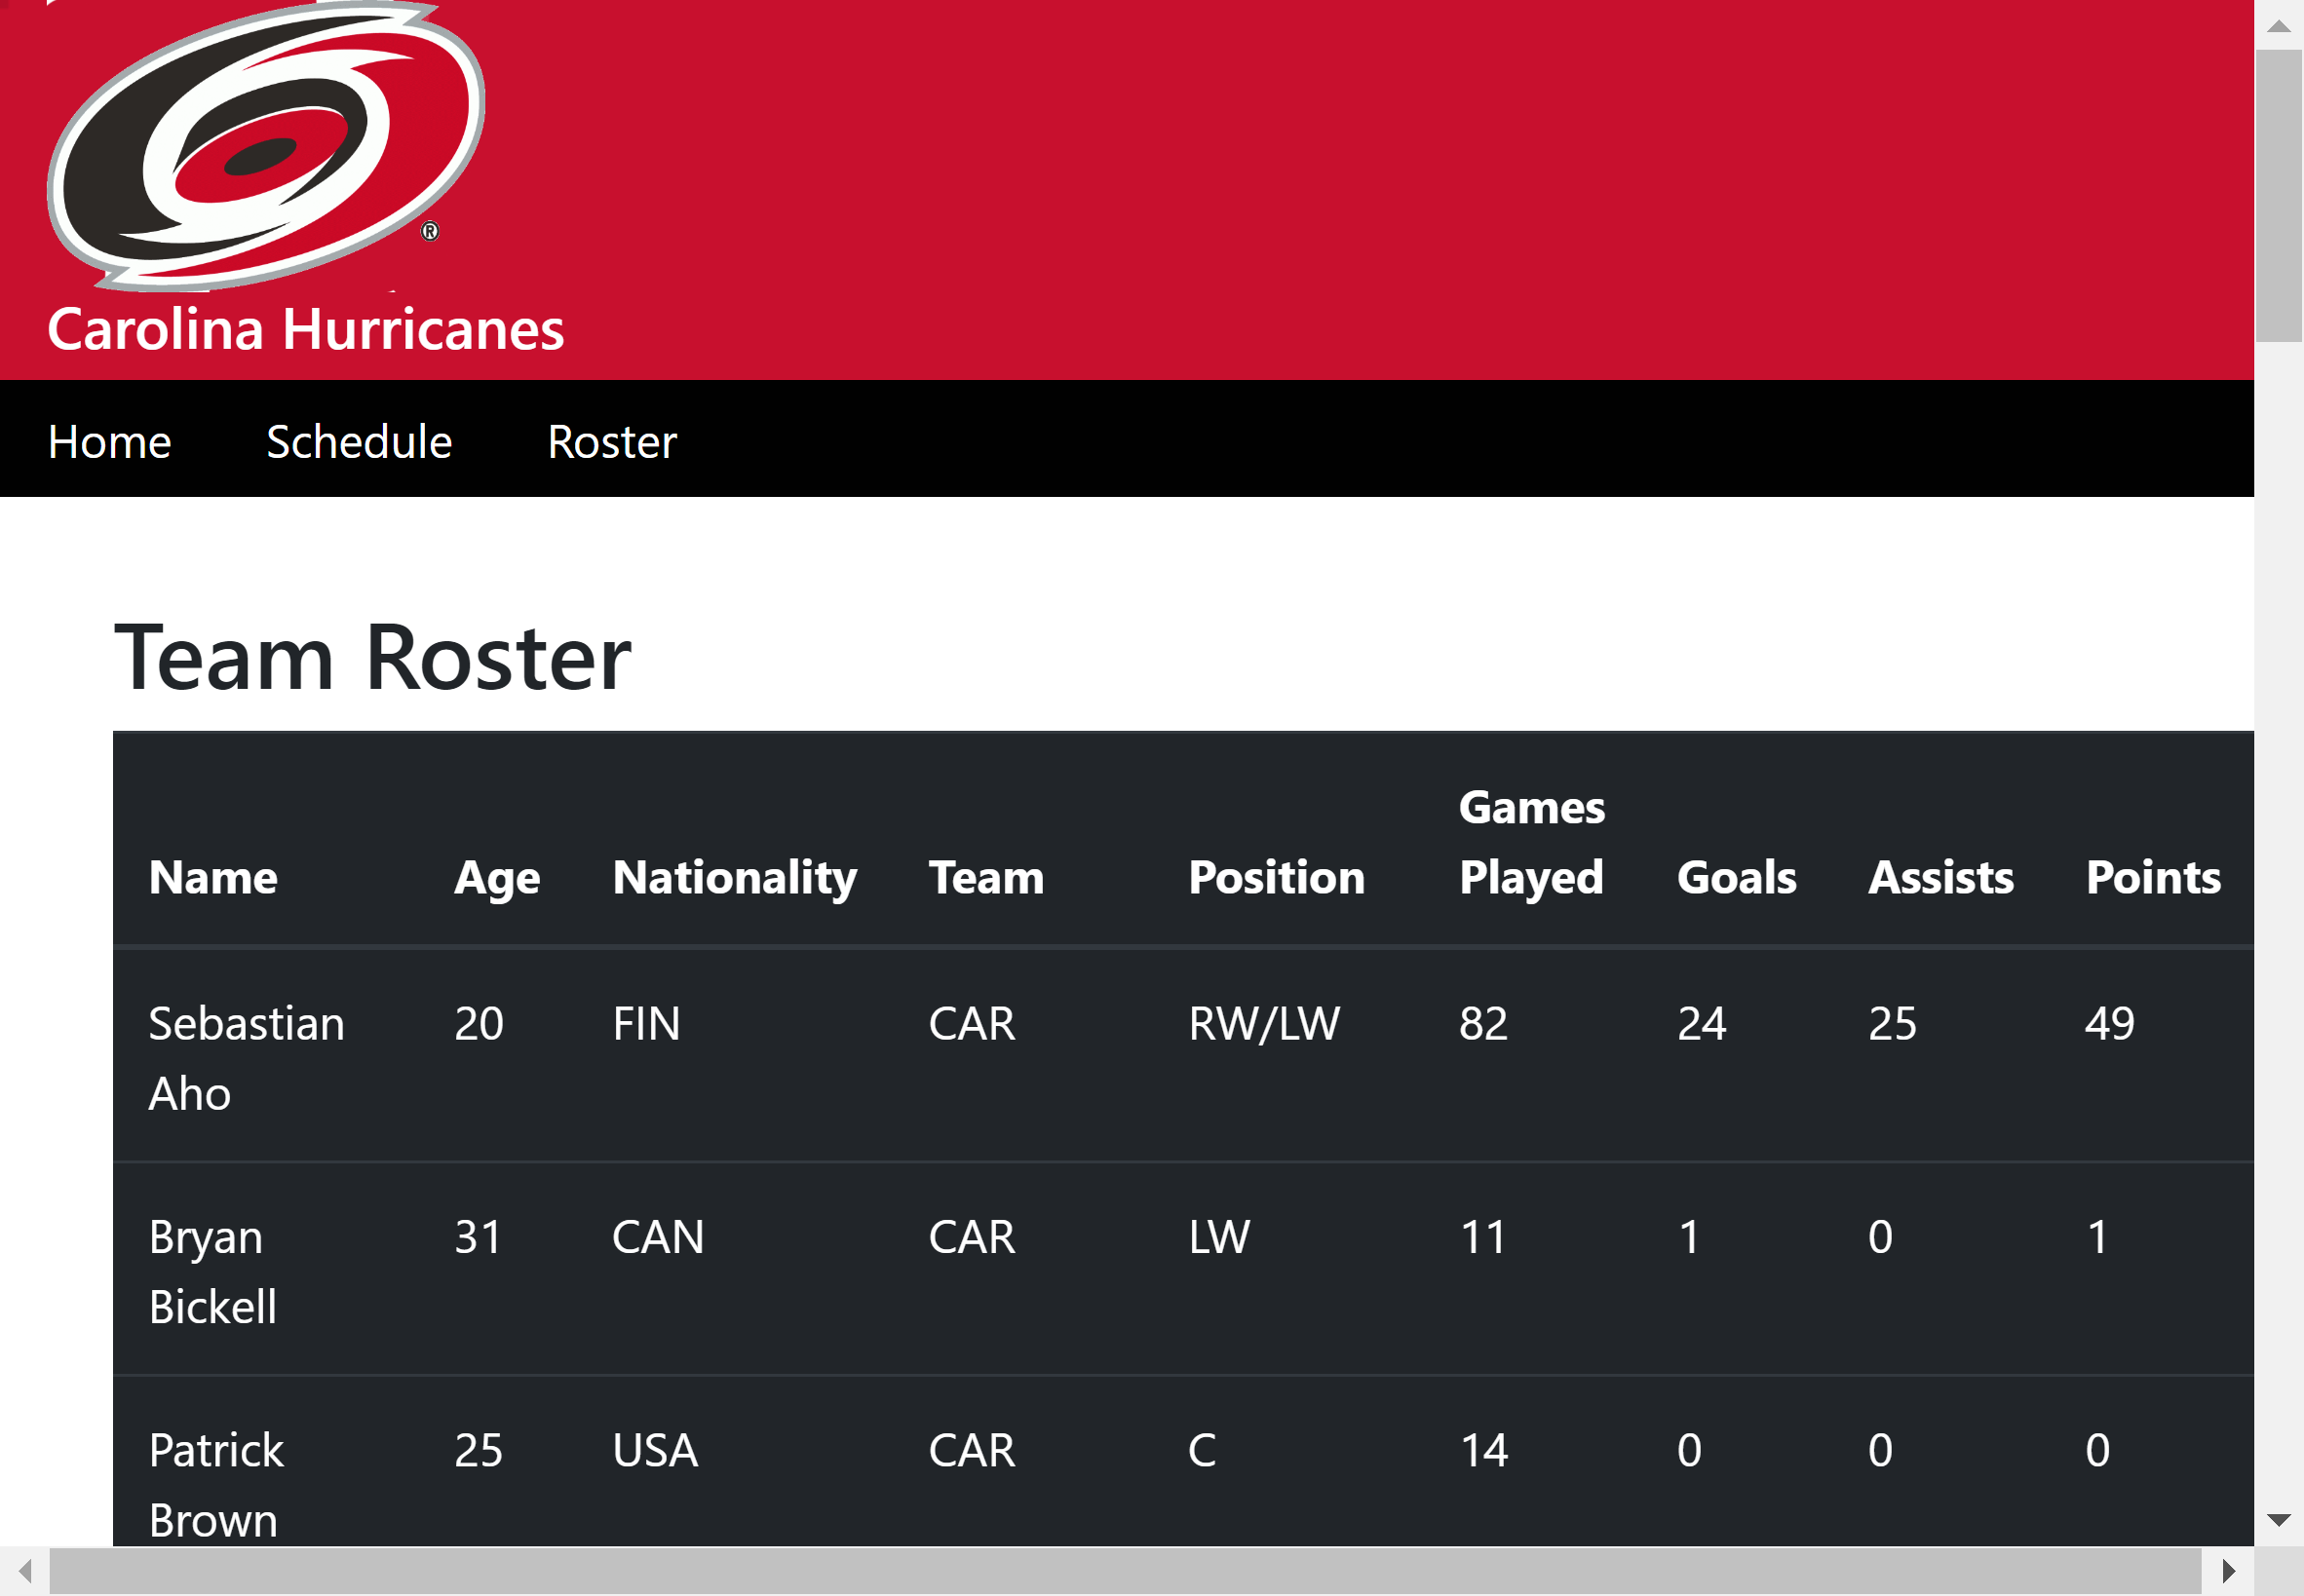 ®
Carolina Hurricanes
Home Schedule Roster
Team Roster
Name Age Nationality Team Position Games Played Goals Assists Points
Sebastian Aho 20 FIN CAR RW/LW 82 24 25 49
Bryan Bickell 31 CAN CAR LW 11 1 0 1
Patrick Brown 25 USA CAR C 14 0 0 0